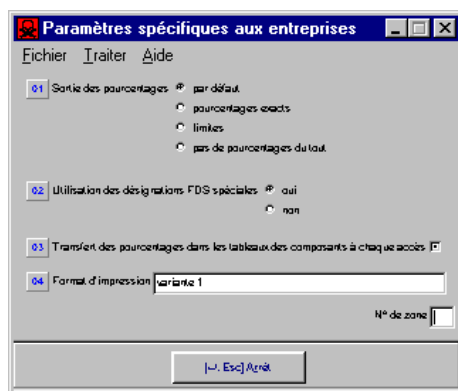 Paramètres spécifiques aux entreprises
Fichier Traiter Aide
01 Sortie des pourcentages par défaut
pourcentages exacts
limites
pas de pourcentages du tout
02 Utilisation des désignations FDS spéciales oui
non
03 Transfert des pourcentages dans les tableaux des composants à chaque accès
04 Format d'impression variante 1
N° de zone
[↵, Esc] Arrêt